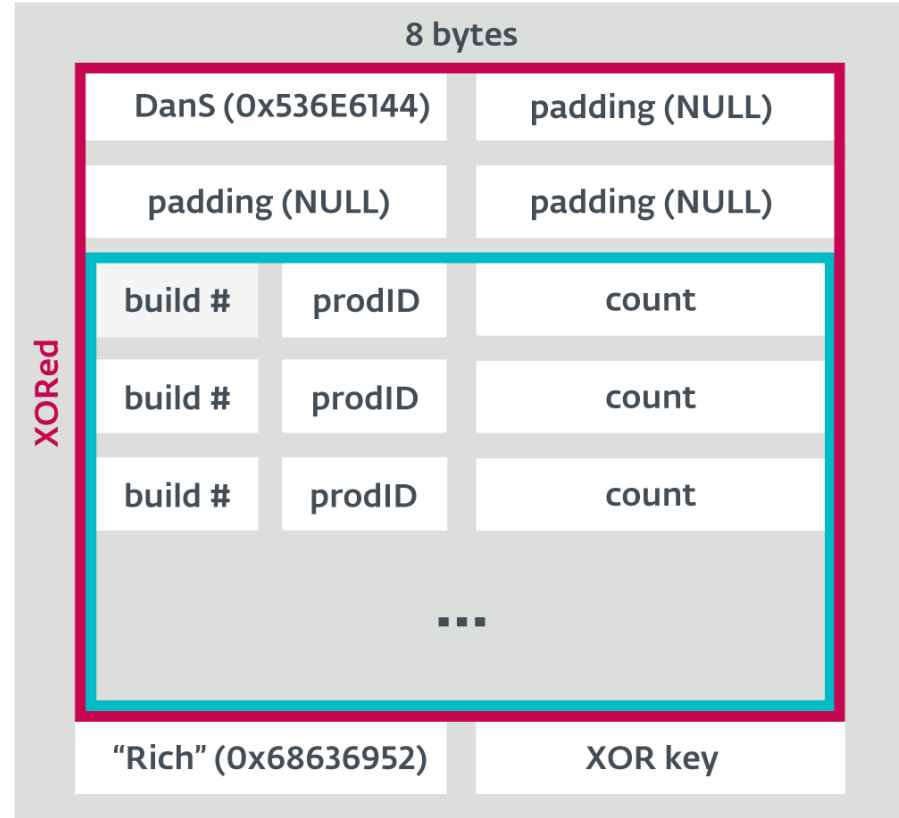 8 bytes
DanS (0x536E6144) padding (NULL)
padding (NULL) padding (NULL)
build # prodID count
XORed
build # prodID count
build # prodID count
...
“Rich” (0x68636952) XOR key